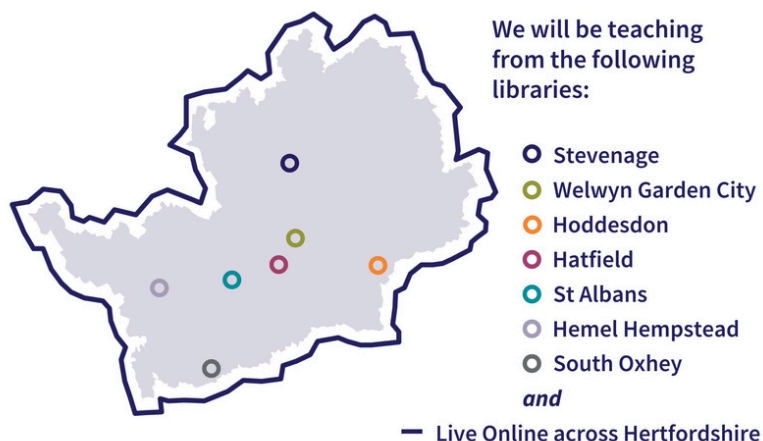 We will be teaching
from the following
libraries:
Stevenage
Welwyn Garden City
Hoddesdon
Hatfield
St Albans
Hemel Hempstead
South Oxhey
and
Live Online across Hertfordshire